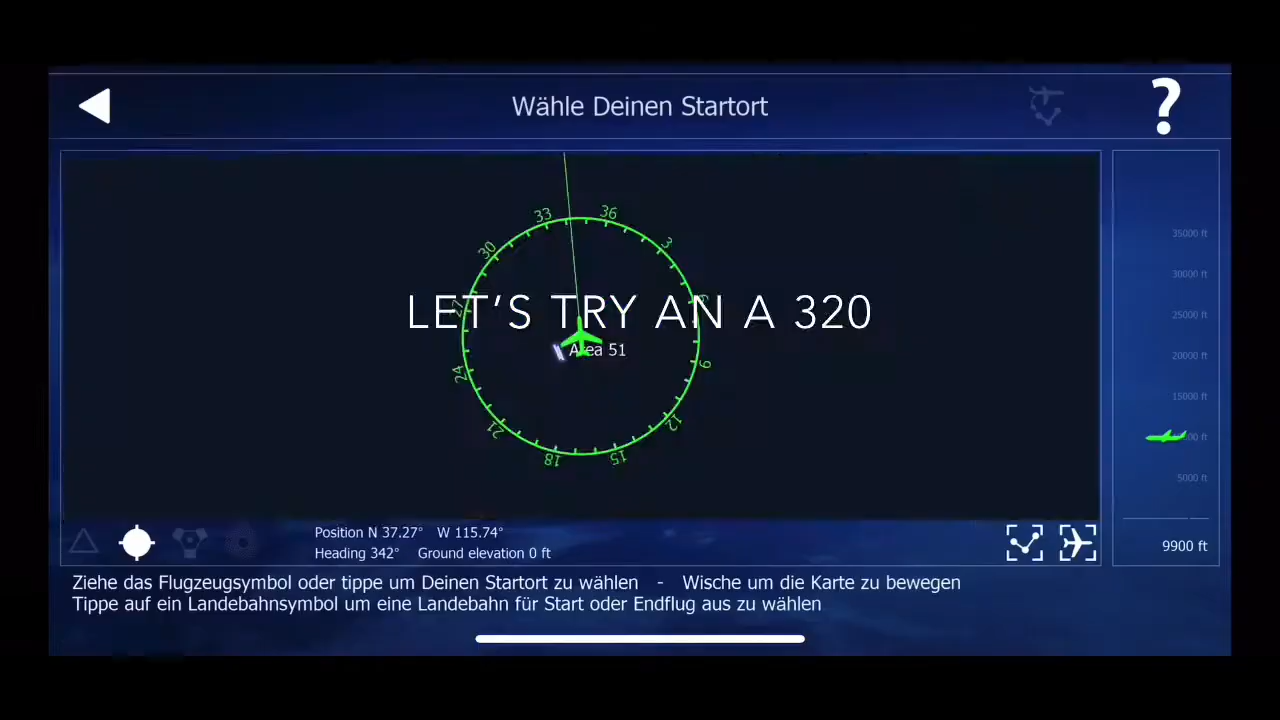 Wähle Deinen Startort
?
33
36
30
3
35000 ft
30000 ft
27
LET'S TRY AN A 320
25000 ft
Area 51
20000 ft
9
24
15000 ft
12
21
18
15
5000 ft
Position N 37.27° W 115.74°
Heading 342° Ground elevation 0 ft
9900 ft
Ziehe das Flugzeugsymbol oder tippe um Deinen Startort zu wählen - Wische um die Karte zu bewegen
Tippe auf ein Landebahnsymbol um eine Landebahn für Start oder Endflug aus zu wählen